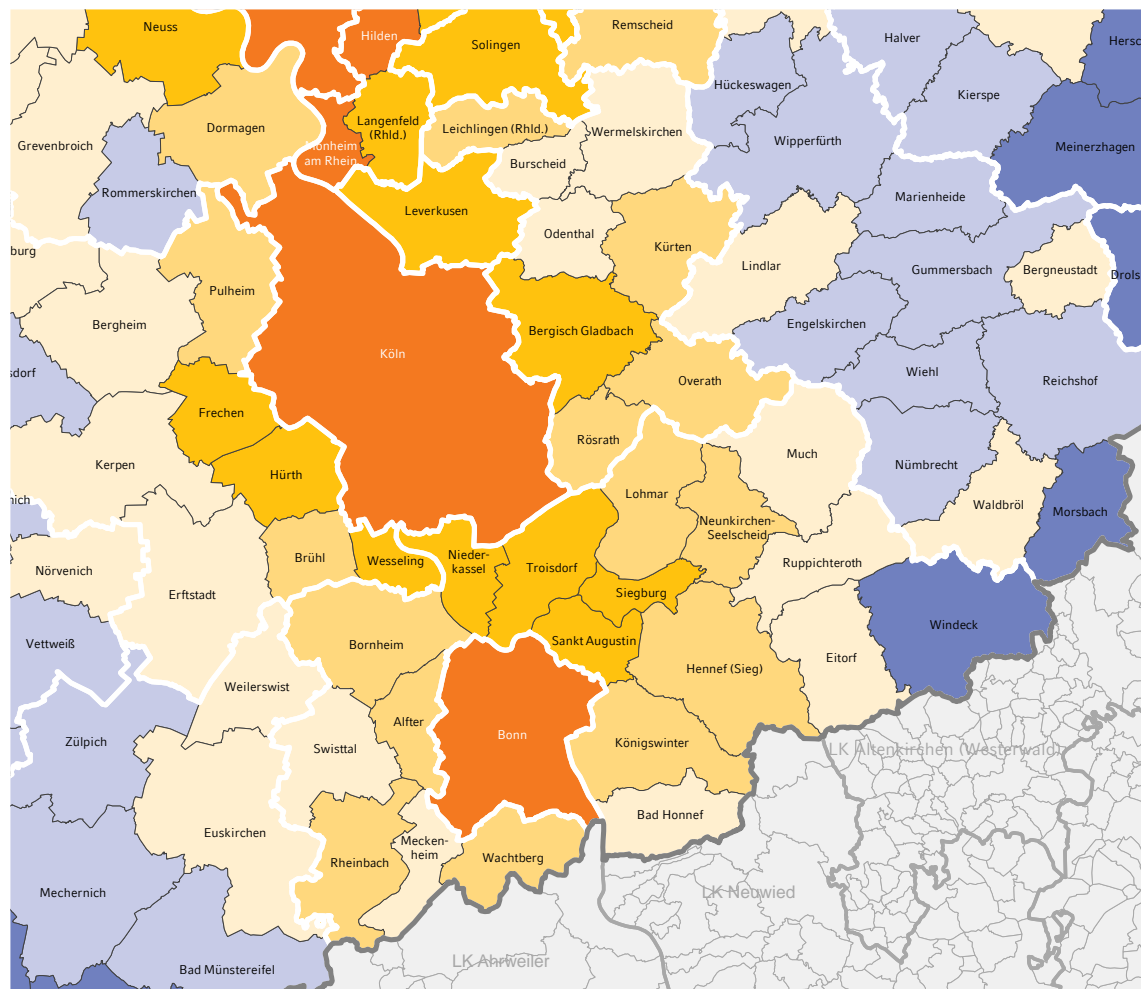 Neuss
Hilden
Solingen
Remscheid
Halver
Hersc
Hückeswagen
Kierspe
Dormagen
Langenfeld
(Rhld.)
Leichlingen (Rhld.)
Wermelskirchen
Wipperfürth
Meinerzhagen
Grevenbroich
Monheim
am Rhein
Burscheid
Rommerskirchen
Marienheide
Leverkusen
Odenthal
Kürten
Lindlar
Gummersbach
Bergneustadt
Drols
burg
Pulheim
Bergheim
Bergisch Gladbach
Engelskirchen
Köln
sdorf
Overath
Wiehl
Reichshof
Frechen
Rösrath
Much
Kerpen
Hürth
Nümbrecht
Lohmar
nich
Waldbröl
Morsbach
Neunkirchen-
Seelscheid
Nörvenich
Brühl
Wesseling
Nieder-
kassel
Troisdorf
Ruppichteroth
Erftstadt
Siegburg
Windeck
Vettweiß
Bornheim
Sankt Augustin
Hennef (Sieg)
Eitorf
Weilerswist
Alfter
Bonn
Königswinter
Zülpich
Swisttal
LK Altenkirchen (Westerwald)
Bad Honnef
Euskirchen
Mecken-
heim
Rheinbach
Wachtberg
Mechernich
LK Neuwied
Bad Münstereifel
LK Ahrweiler